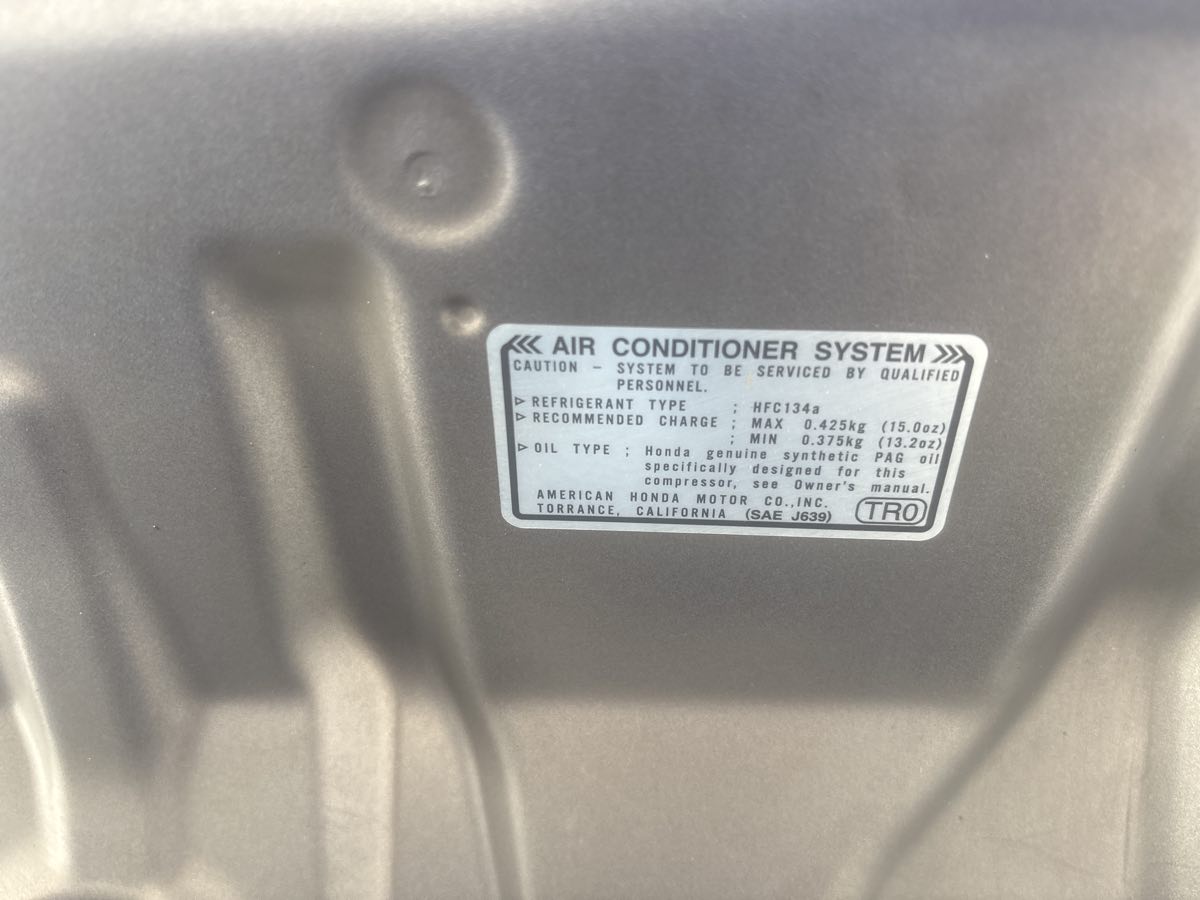 ⋘ AIR CONDITIONER SYSTEM ⋙
CAUTION – SYSTEM TO BE SERVICED BY QUALIFIED
PERSONNEL.
▷ REFRIGERANT TYPE ; HFC134a
▷ RECOMMENDED CHARGE ; MAX 0.425kg (15.0oz)
; MIN 0.375kg (13.2oz)
▷ OIL TYPE ; Honda genuine synthetic PAG oil
specifically designed for this
compressor, see Owner's manual.
AMERICAN HONDA MOTOR CO.,INC.
TORRANCE, CALIFORNIA (SAE J639) TR0